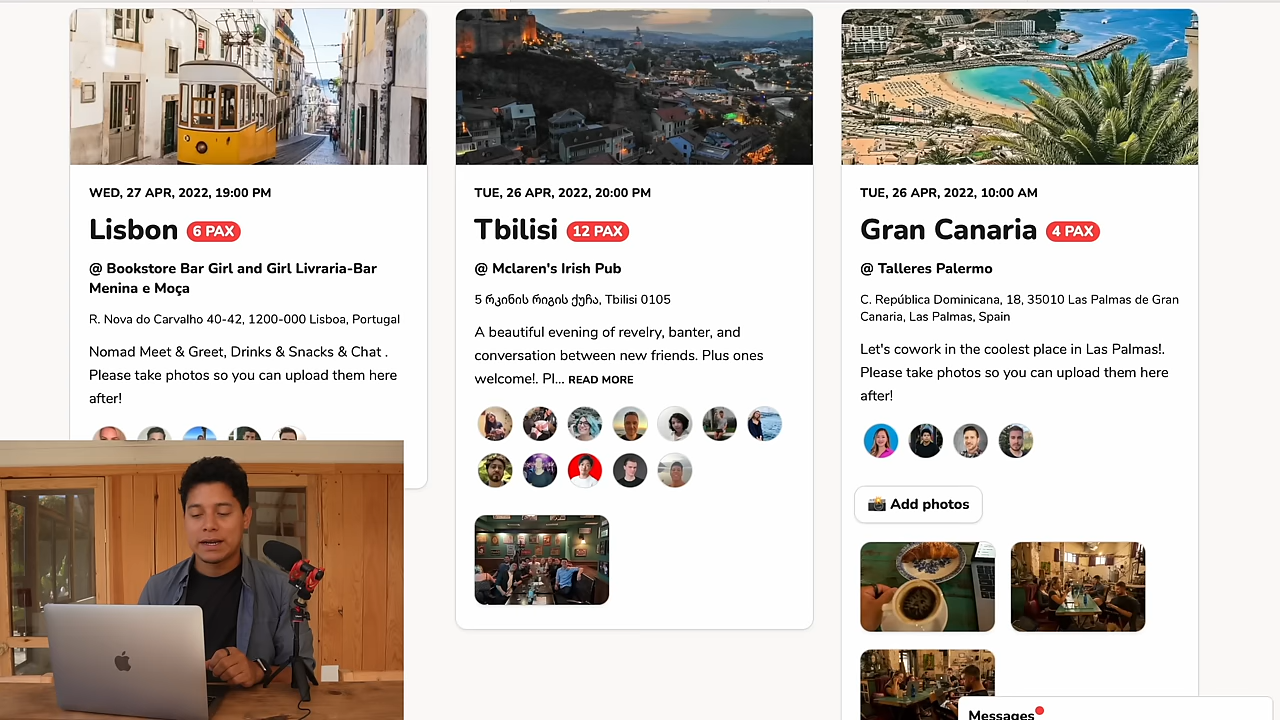 WED, 27 APR, 2022, 19:00 PM
Lisbon 6 PAX
@ Bookstore Bar Girl and Girl Livraria-Bar
Menina e Moça
R. Nova do Carvalho 40-42, 1200-000 Lisboa, Portugal
Nomad Meet & Greet, Drinks & Snacks & Chat .
Please take photos so you can upload them here
after!
TUE, 26 APR, 2022, 20:00 PM
Tbilisi 12 PAX
@ Mclaren's Irish Pub
5 რკინის რიგის ქუჩა, Tbilisi 0105
A beautiful evening of revelry, banter, and
conversation between new friends. Plus ones
welcome!. Pl... READ MORE
TUE, 26 APR, 2022, 10:00 AM
Gran Canaria 4 PAX
@ Talleres Palermo
C. República Dominicana, 18, 35010 Las Palmas de Gran
Canaria, Las Palmas, Spain
Let's cowork in the coolest place in Las Palmas!.
Please take photos so you can upload them here
after!
Add photos
Messages